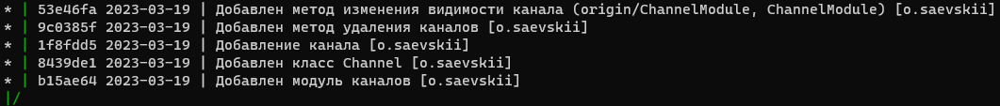 * | 53e46fa 2023-03-19 | Добавлен метод изменения видимости канала (origin/ChannelModule, ChannelModule) [o.saevskii]
* | 9c0385f 2023-03-19 | Добавлен метод удаления каналов [o.saevskii]
* | 1f8fdd5 2023-03-19 | Добавление канала [o.saevskii]
* | 8439de1 2023-03-19 | Добавлен класс Channel [o.saevskii]
* | b15ae64 2023-03-19 | Добавлен модуль каналов [o.saevskii]
|/